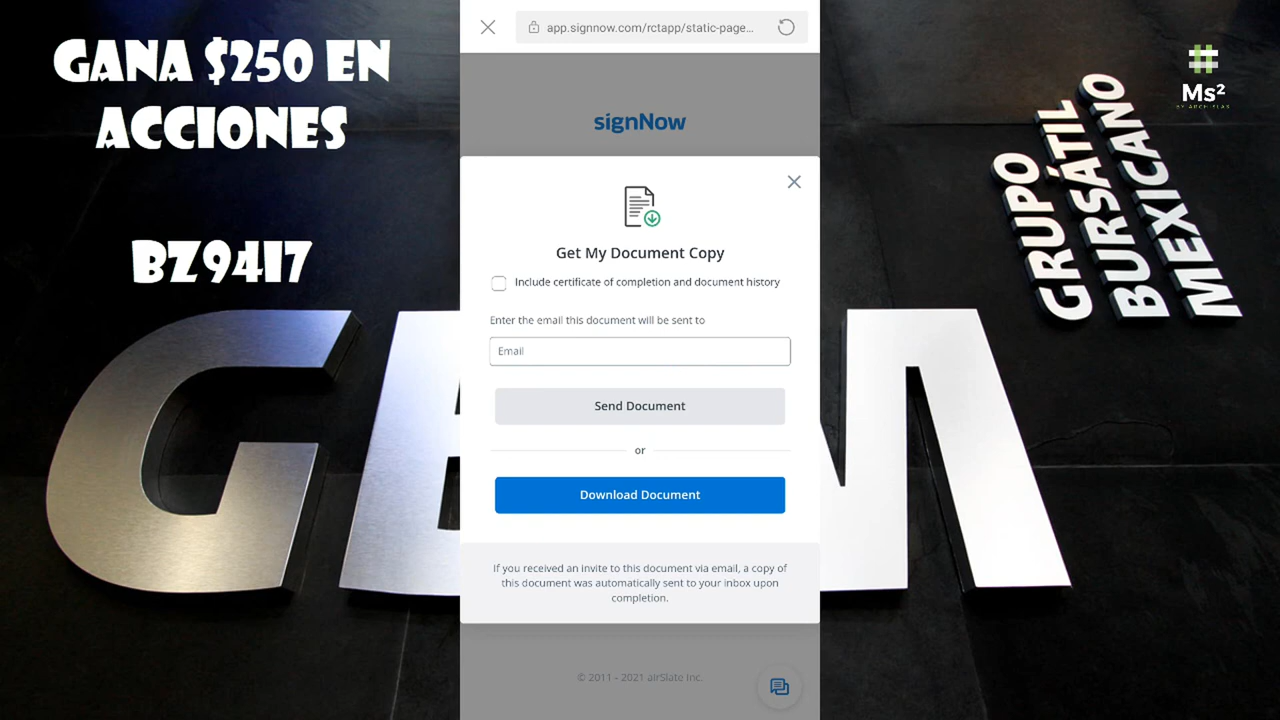 GANA $250 EN
ACCIONES
BZ94I7
app.signnow.com/rctapp/static-page...
signNow
Get My Document Copy
Include certificate of completion and document history
Enter the email this document will be sent to
Email
Send Document
or
Download Document
If you received an invite to this document via email, a copy of
this document was automatically sent to your inbox upon
completion.
© 2011 - 2021 airSlate Inc.
GRUPO
BURSÁTIL
MEXICANO
Ms²
BY ARCHIELAS